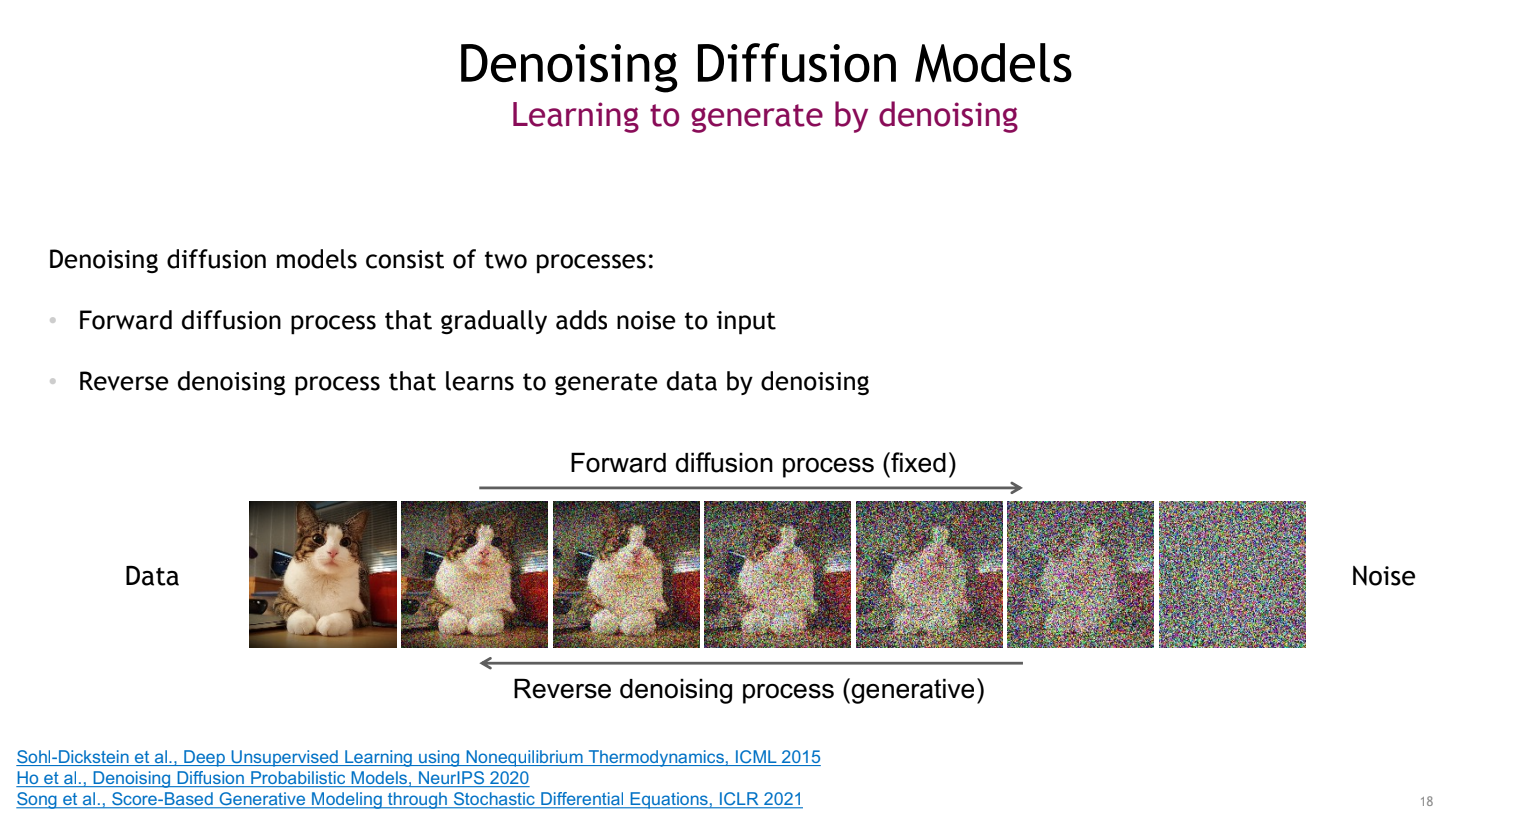 Denoising Diffusion Models
Learning to generate by denoising
Denoising diffusion models consist of two processes:
• Forward diffusion process that gradually adds noise to input
• Reverse denoising process that learns to generate data by denoising
Forward diffusion process (fixed)
Data
Noise
Reverse denoising process (generative)
Sohl-Dickstein et al., Deep Unsupervised Learning using Nonequilibrium Thermodynamics, ICML 2015
Ho et al., Denoising Diffusion Probabilistic Models, NeurIPS 2020
Song et al., Score-Based Generative Modeling through Stochastic Differential Equations, ICLR 2021
18